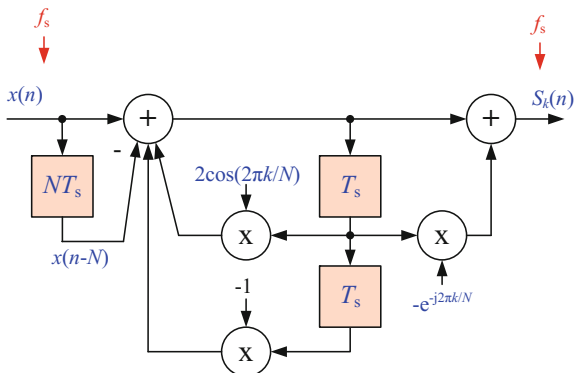 fs
fs
x(n)
Sk(n)
+
+
-
NTs
2cos(2πk/N)
Ts
x(n-N)
x
x
-1
Ts
-e-j2πk/N
x